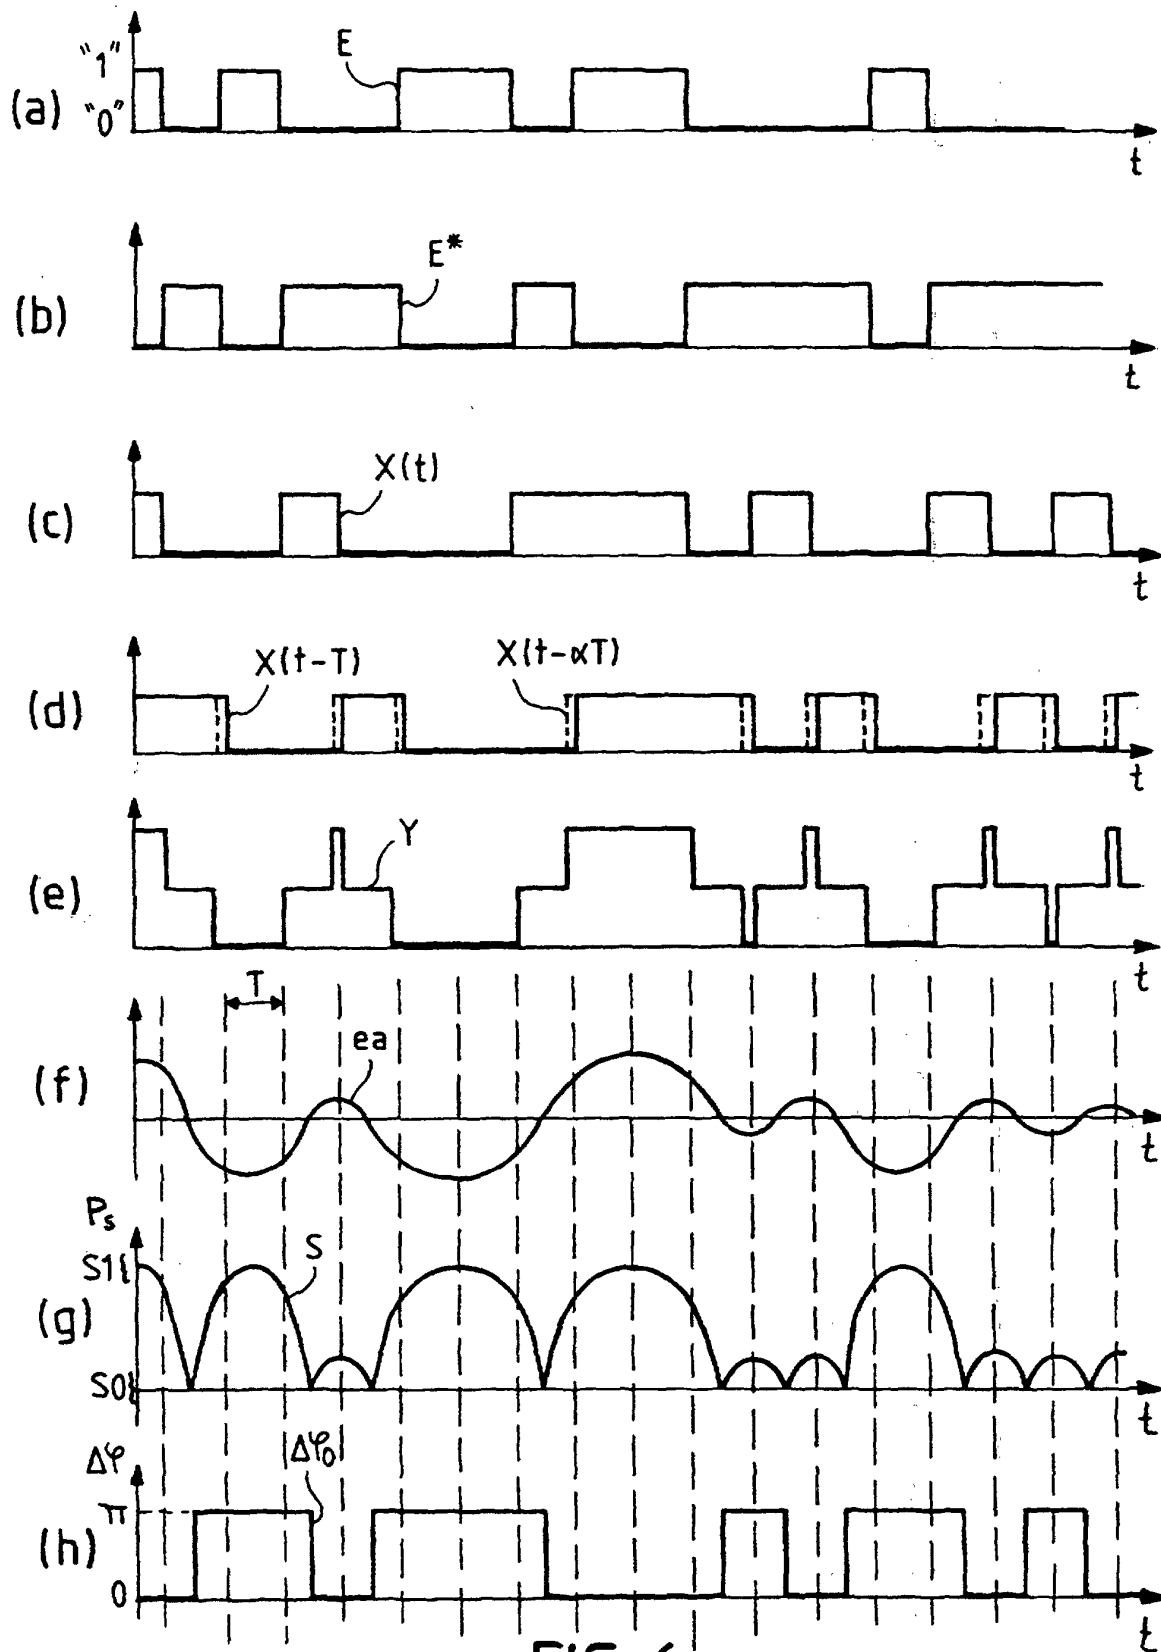 "1"
E
(a)
"0"
t
E*
(b)
t
X(t)
(c)
t
X(t-T)
X(t-αT)
(d)
t
Y
(e)
t
T
ea
(f)
t
Ps
S1{
S
(g)
S0{
t
Δφ
Δφ0
π
(h)
0
t